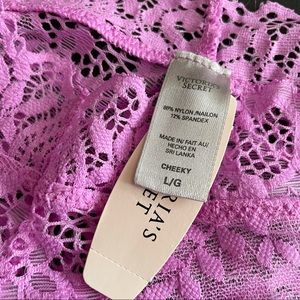 VICTORIA'S
SECRET
88% NYLON /NAILON
12% SPANDEX
MADE IN/ FAIT AU/
HECHO EN
SRI LANKA
CHEEKY
L/G
RIA'S
ET